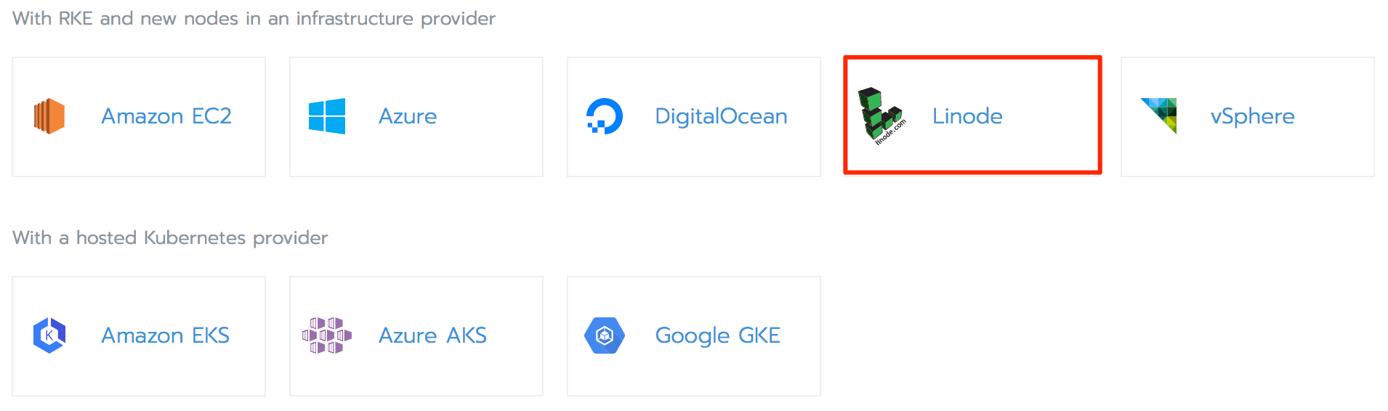 With RKE and new nodes in an infrastructure provider
Amazon EC2
Azure
DigitalOcean
linode.com
Linode
vSphere
With a hosted Kubernetes provider
K
Amazon EKS
Azure AKS
Google GKE